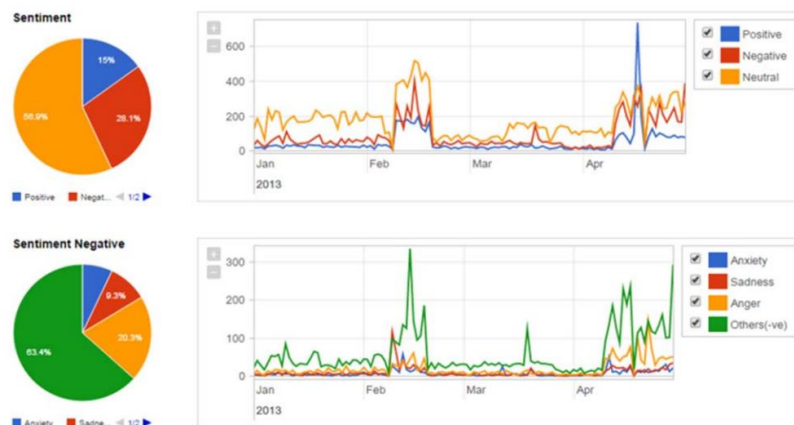 Sentiment
15%
28.1%
56.9%
Positive Negat... 1/2
600
400
200
0
Jan Feb Mar Apr
2013
Positive
Negative
Neutral
Sentiment Negative
9.3%
20.3%
63.4%
Anxiety Sadne... 1/2
300
200
100
0
Jan Feb Mar Apr
2013
Anxiety
Sadness
Anger
Others(-ve)